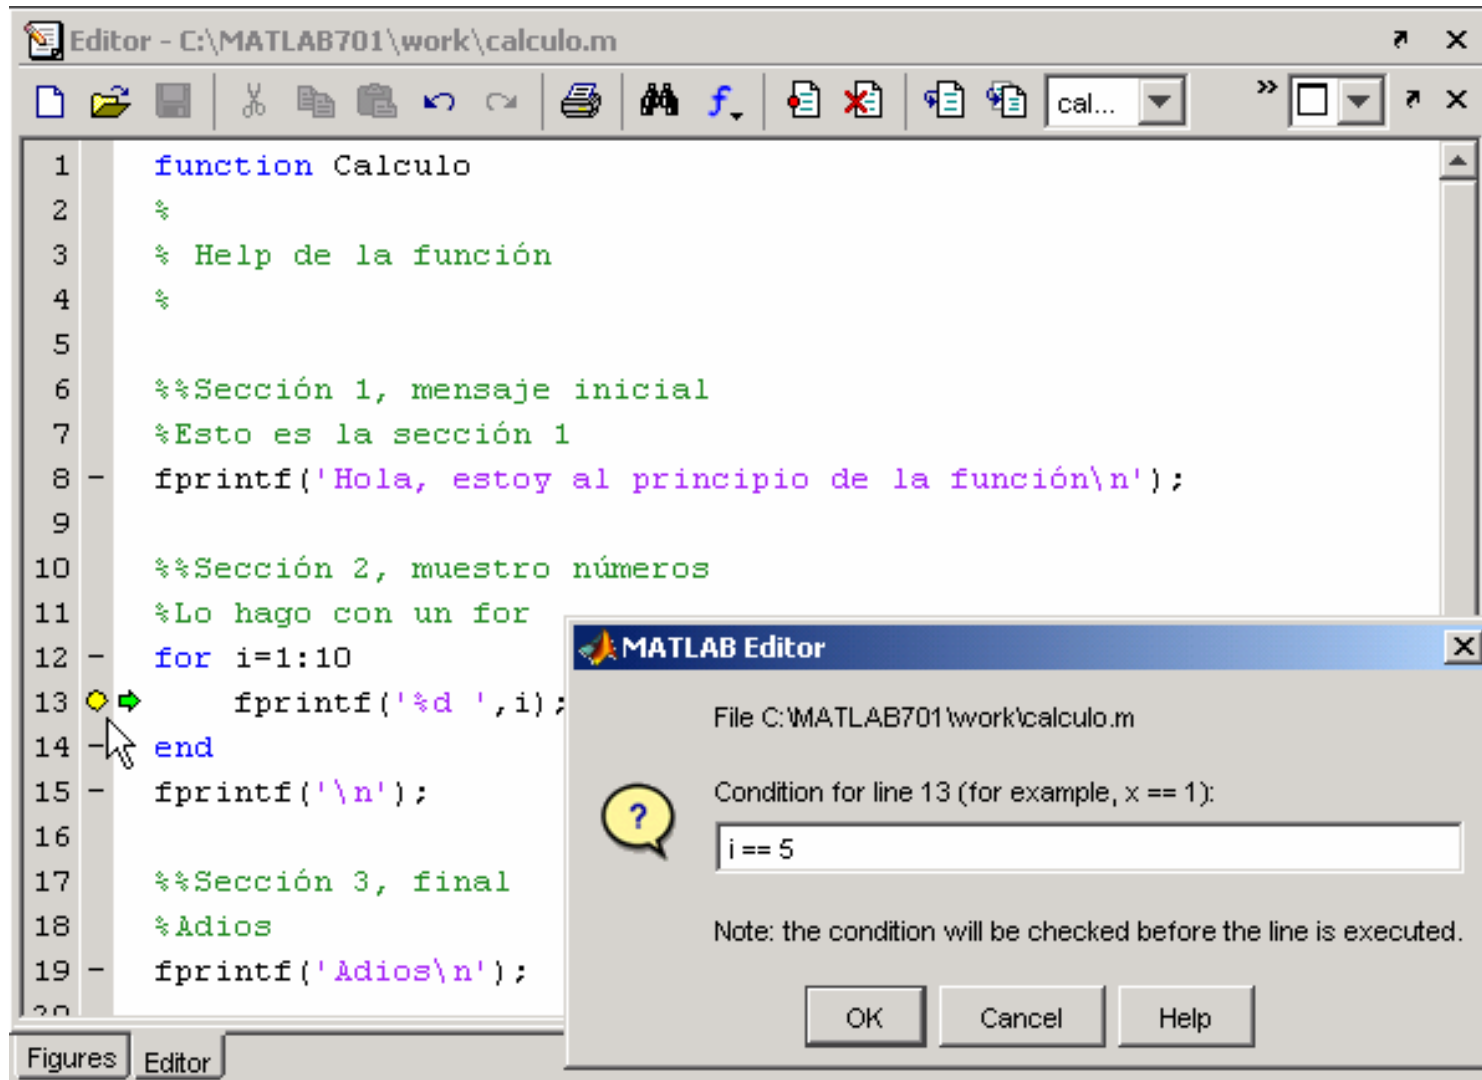 Editor - C:\MATLAB701\work\calculo.m
cal...
1 function Calculo
2 %
3 % Help de la función
4 %
5
6 %%Sección 1, mensaje inicial
7 %Esto es la sección 1
8 - fprintf('Hola, estoy al principio de la función\n');
9
10 %%Sección 2, muestro números
11 %Lo hago con un for
12 - for i=1:10
13 fprintf('%d ',i);
14 - end
15 - fprintf('\n');
16
17 %%Sección 3, final
18 %Adios
19 - fprintf('Adios\n');
20
MATLAB Editor
File C:\MATLAB701\work\calculo.m
Condition for line 13 (for example, x == 1):
?
i == 5
Note: the condition will be checked before the line is executed.
OK Cancel Help
Figures Editor